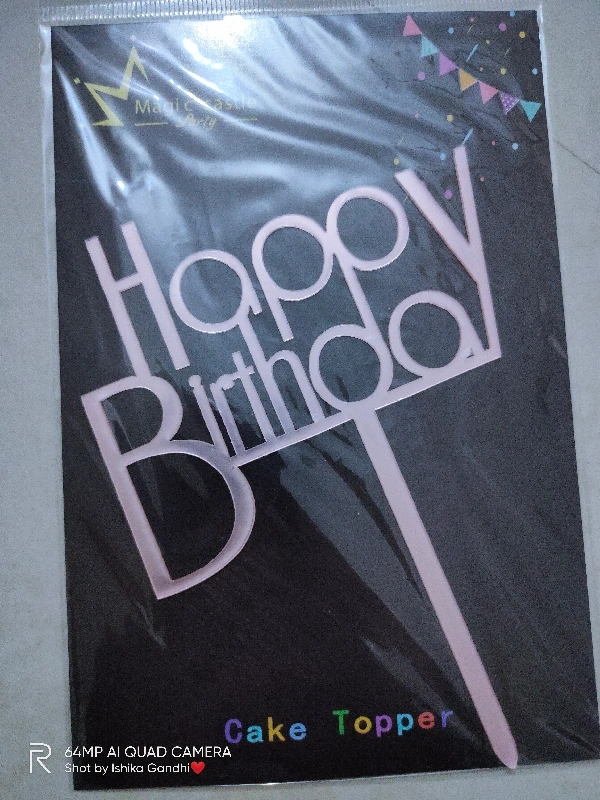 Magic Castle
Party
Happy
Birthday
Cake Topper
64MP AI QUAD CAMERA
Shot by Ishika Gandhi❤️